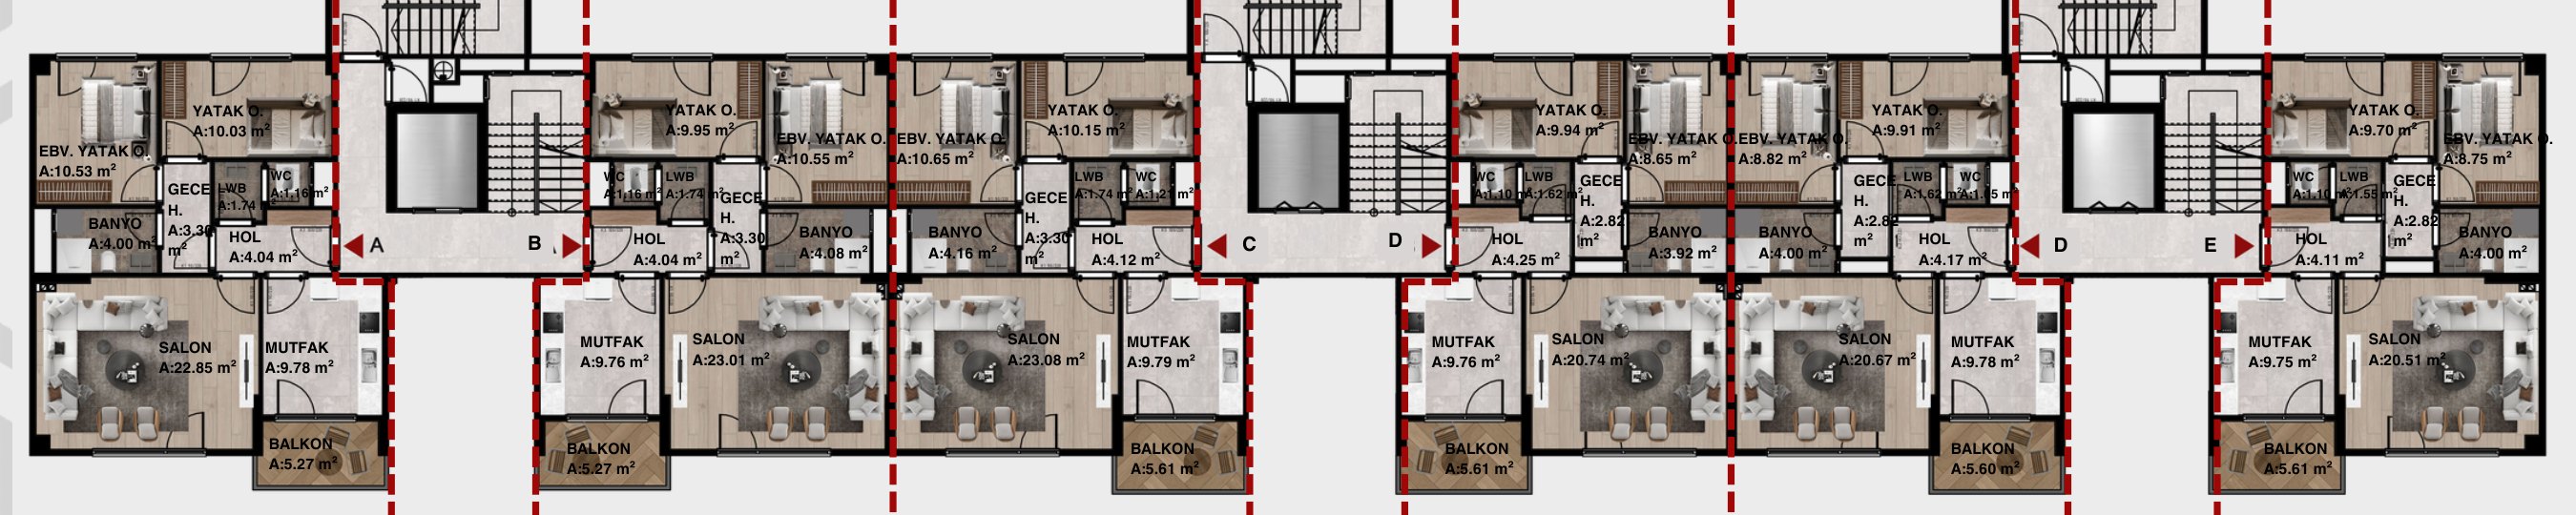 EBV. YATAK O.
A:10.53 m²
YATAK O.
A:10.03 m²
GECE
H.
A:3.30
m²
LWB
A:1.74
WC
A:1.16 m²
BANYO
A:4.00 m²
HOL
A:4.04 m²
A
SALON
A:22.85 m²
MUTFAK
A:9.78 m²
BALKON
A:5.27 m²
B
YATAK O.
A:9.95 m²
EBV. YATAK O.
A:10.55 m²
WC
A:1.16 m²
LWB
A:1.74 m²
GECE
H.
A:3.30
m²
HOL
A:4.04 m²
BANYO
A:4.08 m²
MUTFAK
A:9.76 m²
SALON
A:23.01 m²
BALKON
A:5.27 m²
EBV. YATAK O.
A:10.65 m²
YATAK O.
A:10.15 m²
GECE
H.
A:3.30
m²
LWB
A:1.74 m²
WC
A:1.21 m²
BANYO
A:4.16 m²
HOL
A:4.12 m²
C
SALON
A:23.08 m²
MUTFAK
A:9.79 m²
BALKON
A:5.61 m²
D
YATAK O.
A:9.94 m²
EBV. YATAK O.
A:8.65 m²
WC
A:1.10 m²
LWB
A:1.62 m²
GECE
H.
A:2.82
m²
HOL
A:4.25 m²
BANYO
A:3.92 m²
MUTFAK
A:9.76 m²
SALON
A:20.74 m²
BALKON
A:5.61 m²
EBV. YATAK O.
A:8.82 m²
YATAK O.
A:9.91 m²
GECE
H.
A:2.82
m²
LWB
A:1.62 m²
WC
BANYO
A:4.00 m²
HOL
A:4.17 m²
D
SALON
A:20.67 m²
MUTFAK
A:9.78 m²
BALKON
A:5.60 m²
E
YATAK O.
A:9.70 m²
EBV. YATAK O.
A:8.75 m²
WC
A:1.10 m²
LWB
A:1.55 m²
GECE
H.
A:2.82
m²
HOL
A:4.11 m²
BANYO
A:4.00 m²
MUTFAK
A:9.75 m²
SALON
A:20.51 m²
BALKON
A:5.61 m²